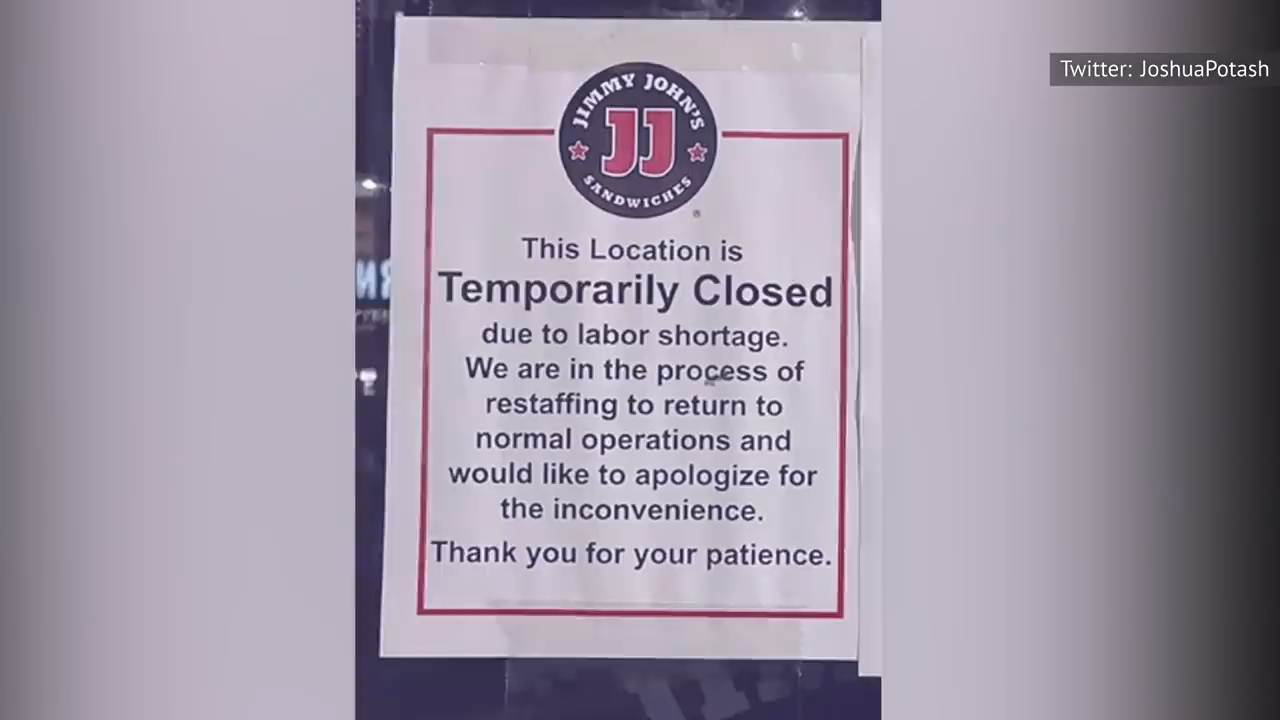 Twitter: JoshuaPotash
JIMMY JOHN'S
JJ
SANDWICHES
®
This Location is
Temporarily Closed
due to labor shortage.
We are in the process of
restaffing to return to
normal operations and
would like to apologize for
the inconvenience.
Thank you for your patience.